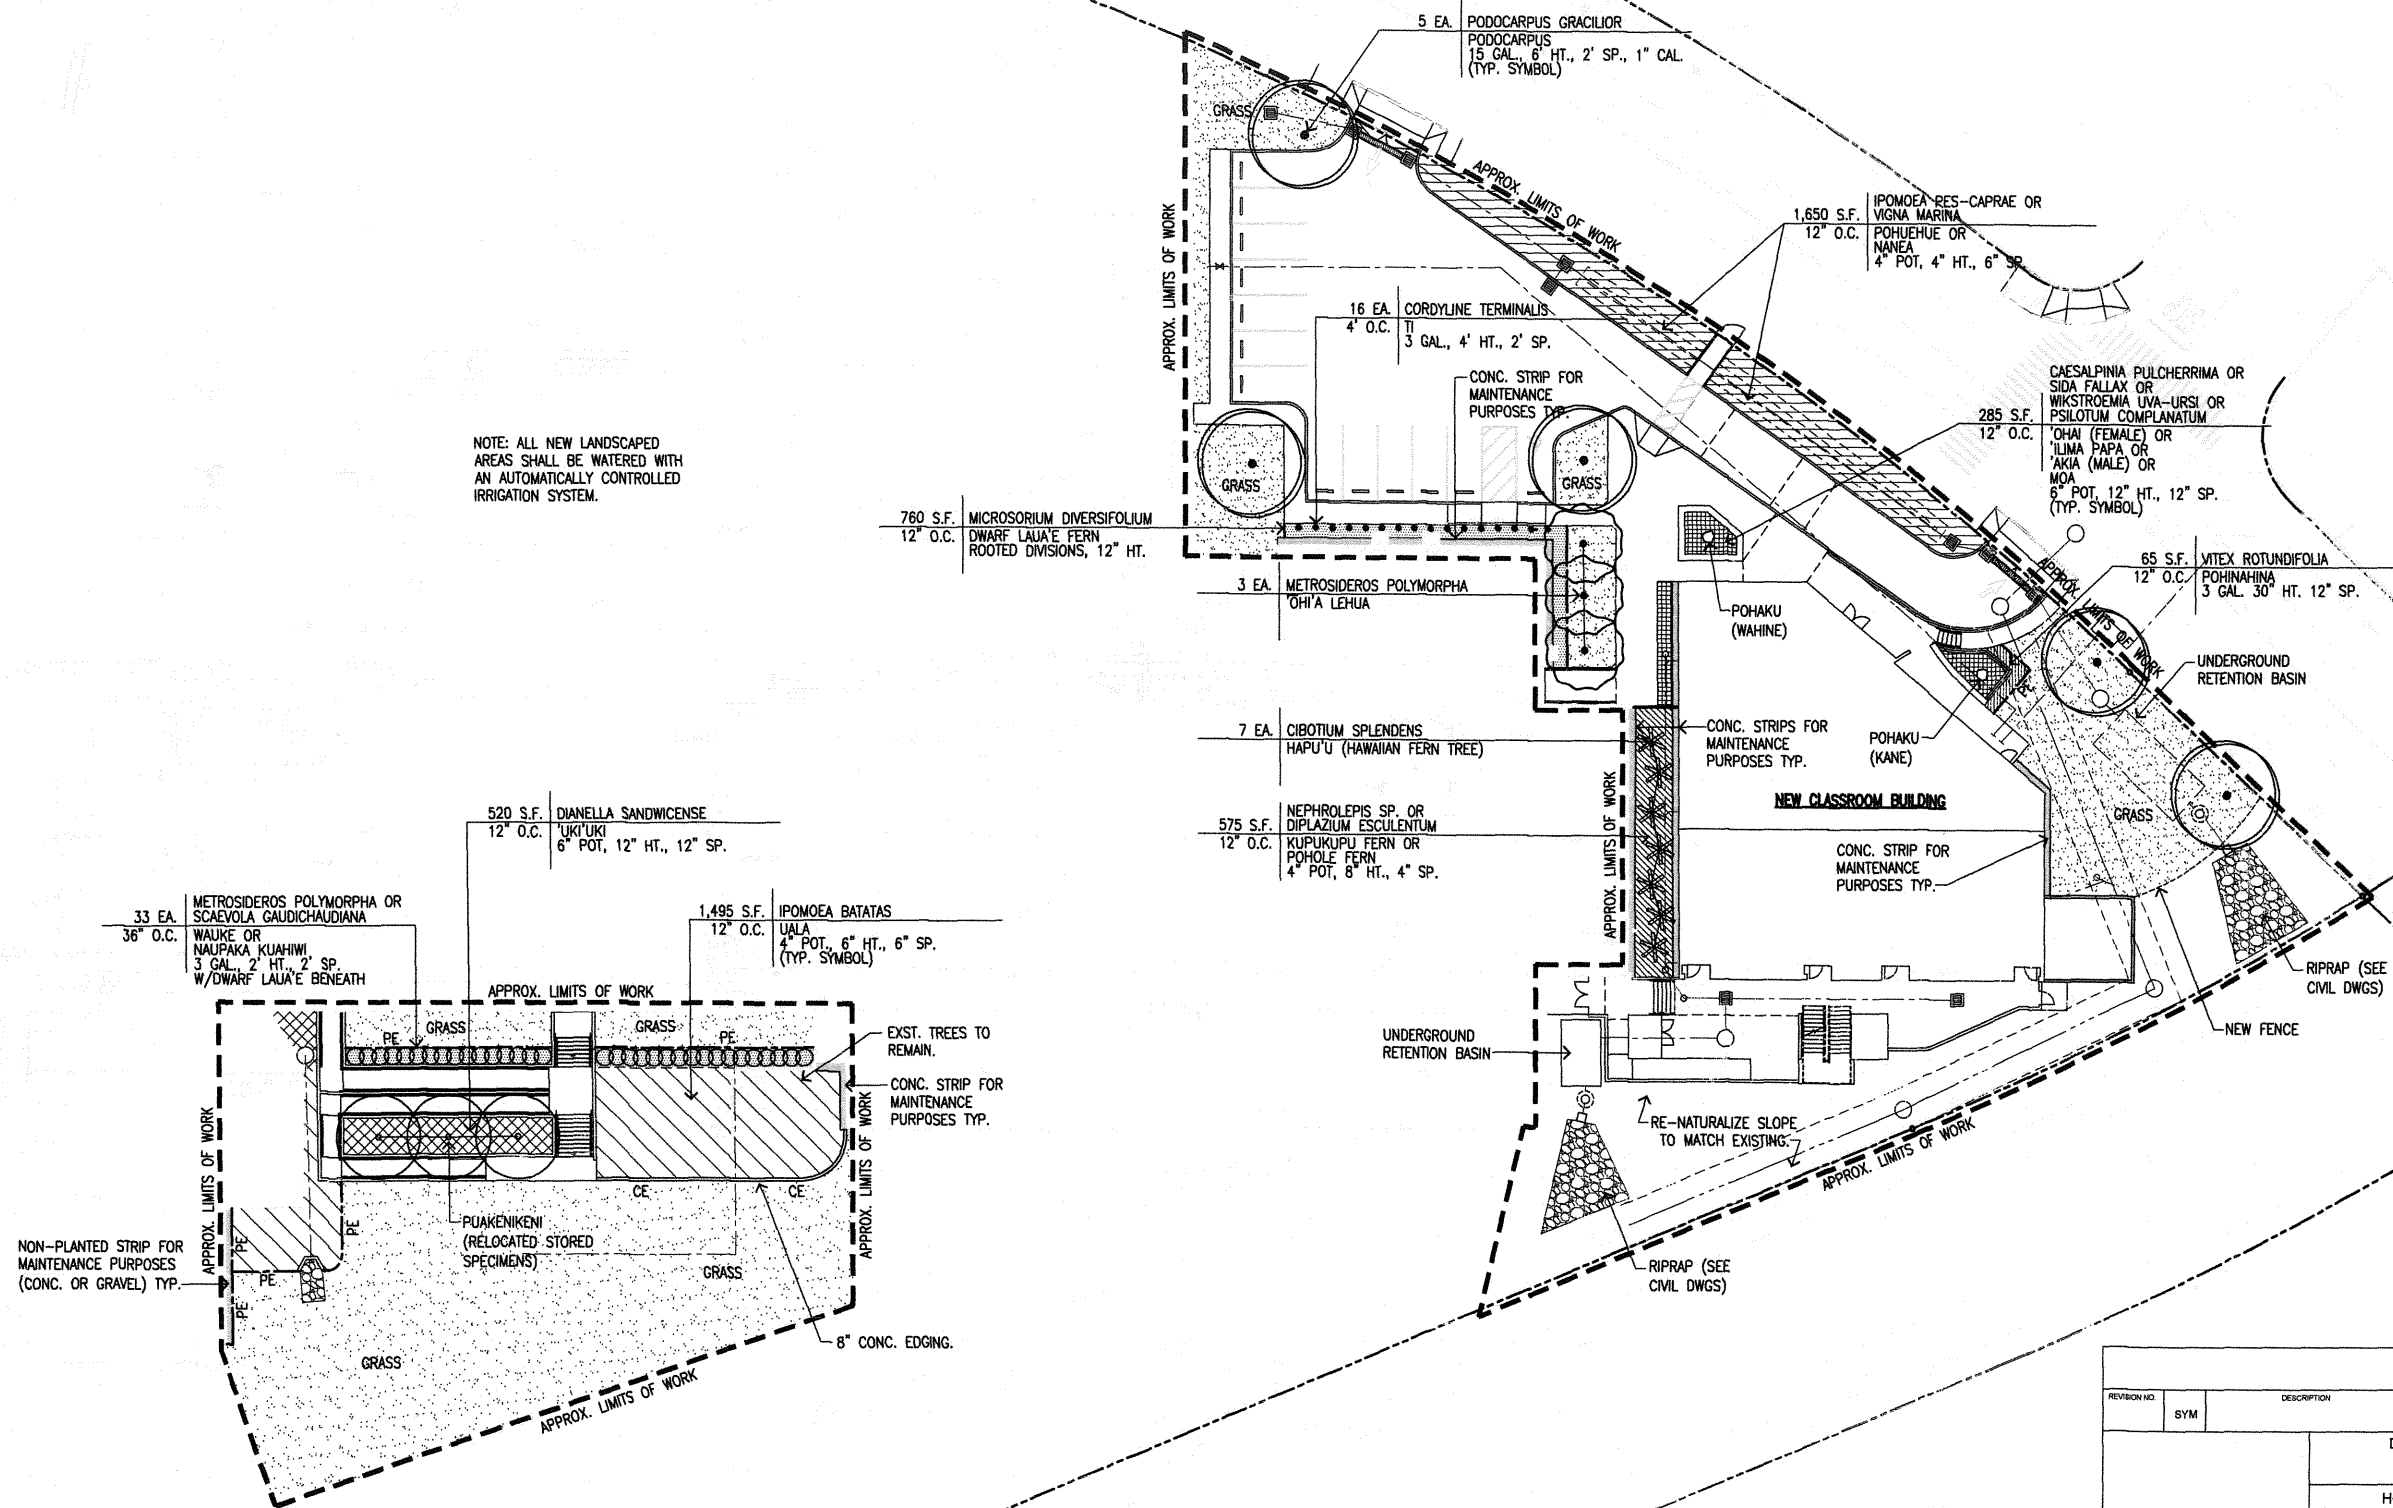 5 EA. PODOCARPUS GRACILIOR
PODOCARPUS
15 GAL., 6' HT., 2' SP., 1" CAL.
(TYP. SYMBOL)
GRASS
APPROX. LIMITS OF WORK
APPROX. LIMITS OF WORK
IPOMOEA RES-CAPRAE OR
1,650 S.F. VIGNA MARINA
12" O.C. POHUEHUE OR
NANEA
4" POT, 4" HT., 6" SP.
16 EA. CORDYLINE TERMINALIS
4' O.C. TI
3 GAL., 4' HT., 2' SP.
CONC. STRIP FOR
MAINTENANCE
PURPOSES TYP.
CAESALPINIA PULCHERRIMA OR
SIDA FALLAX OR
WIKSTROEMIA UVA-URSI OR
285 S.F. PSILOTUM COMPLANATUM
12" O.C. 'OHAI (FEMALE) OR
'ILIMA PAPA OR
'AKIA (MALE) OR
MOA
6" POT, 12" HT., 12" SP.
(TYP. SYMBOL)
NOTE: ALL NEW LANDSCAPED
AREAS SHALL BE WATERED WITH
AN AUTOMATICALLY CONTROLLED
IRRIGATION SYSTEM.
GRASS
GRASS
760 S.F. MICROSORIUM DIVERSIFOLIUM
12" O.C. DWARF LAUA'E FERN
ROOTED DIVISIONS, 12" HT.
65 S.F. VITEX ROTUNDIFOLIA
12" O.C. POHINAHINA
3 GAL. 30" HT. 12" SP.
APPROX. LIMITS OF WORK
3 EA. METROSIDEROS POLYMORPHA
'OHI'A LEHUA
POHAKU
(WAHINE)
UNDERGROUND
RETENTION BASIN
PE
7 EA. CIBOTIUM SPLENDENS
HAPU'U (HAWAIIAN FERN TREE)
CONC. STRIPS FOR
MAINTENANCE
PURPOSES TYP.
POHAKU
(KANE)
NEW CLASSROOM BUILDING
APPROX. LIMITS OF WORK
NEPHROLEPIS SP. OR
575 S.F. DIPLAZIUM ESCULENTUM
12" O.C. KUPUKUPU FERN OR
POHOLE FERN
4" POT, 8" HT., 4" SP.
GRASS
CONC. STRIP FOR
MAINTENANCE
PURPOSES TYP.
520 S.F. DIANELLA SANDWICENSE
12" O.C. 'UKI'UKI
6" POT, 12" HT., 12" SP.
METROSIDEROS POLYMORPHA OR
33 EA. SCAEVOLA GAUDICHAUDIANA
36" O.C. WAUKE OR
NAUPAKA KUAHIWI
3 GAL., 2' HT., 2' SP.
W/DWARF LAUA'E BENEATH
1,495 S.F. IPOMOEA BATATAS
12" O.C. UALA
4" POT., 6" HT., 6" SP.
(TYP. SYMBOL)
RIPRAP (SEE
CIVIL DWGS)
APPROX. LIMITS OF WORK
PE
GRASS
GRASS
PE
EXST. TREES TO
REMAIN.
UNDERGROUND
RETENTION BASIN
NEW FENCE
CONC. STRIP FOR
MAINTENANCE
PURPOSES TYP.
APPROX. LIMITS OF WORK
APPROX. LIMITS OF WORK
RE-NATURALIZE SLOPE
TO MATCH EXISTING.
APPROX. LIMITS OF WORK
CE
CE
PUAKENIKENI
(RELOCATED STORED
SPECIMENS)
PE
PE
PE
PE
NON-PLANTED STRIP FOR
MAINTENANCE PURPOSES
(CONC. OR GRAVEL) TYP.
GRASS
RIPRAP (SEE
CIVIL DWGS)
8" CONC. EDGING.
GRASS
APPROX. LIMITS OF WORK
REVISION NO.
SYM
DESCRIPTION